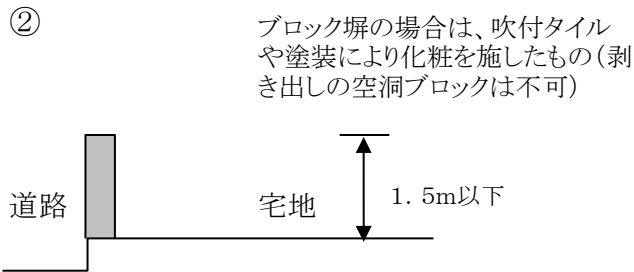 ②
ブロック塀の場合は、吹付タイル
や塗装により化粧を施したもの(剥
き出しの空洞ブロックは不可)
道路
宅地
1．5m以下